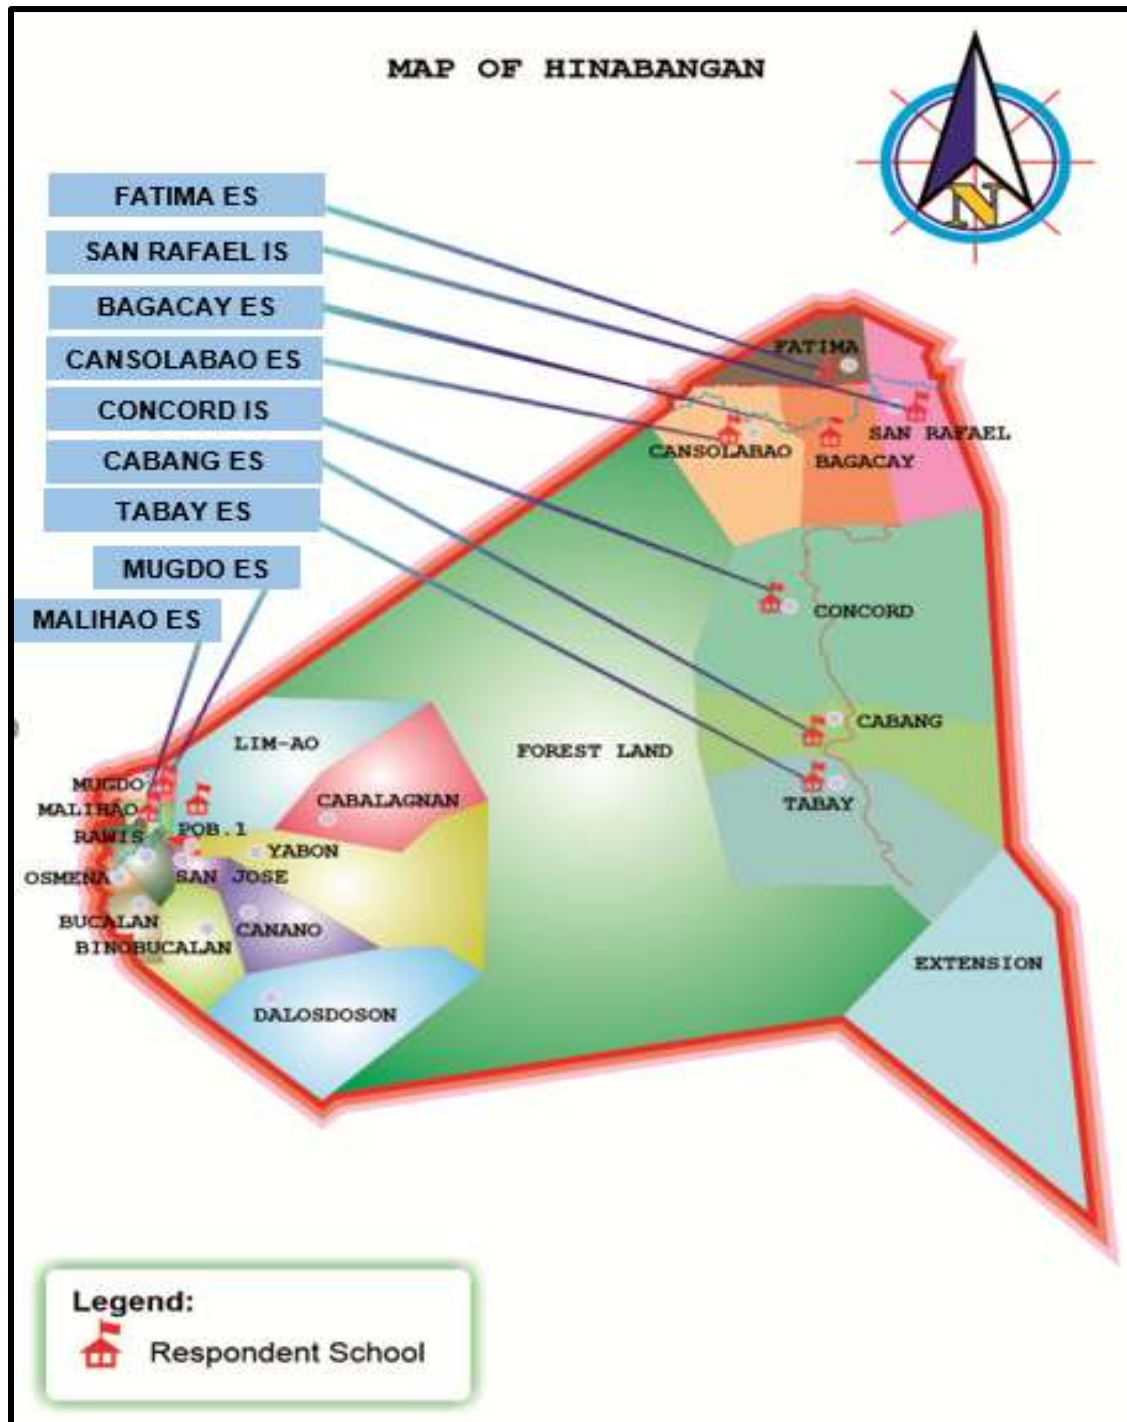 MAP OF HINABANGAN
N
FATIMA ES
SAN RAFAEL IS
BAGACAY ES
CANSOLABAO ES
CONCORD IS
CABANG ES
TABAY ES
MUGDO ES
MALIHAO ES
FATIMA
SAN RAFAEL
CANSOLABAO
BAGACAY
CONCORD
CABANG
LIM-AO
FOREST LAND
MUGDO
TABAY
CABALAGNAN
MALIHAO
RAWIS
POB.1
YABON
OSMENA
SAN JOSE
BUCALAN
CANANO
BINOBUCALAN
EXTENSION
DALOSDOSON
Legend:
Respondent School